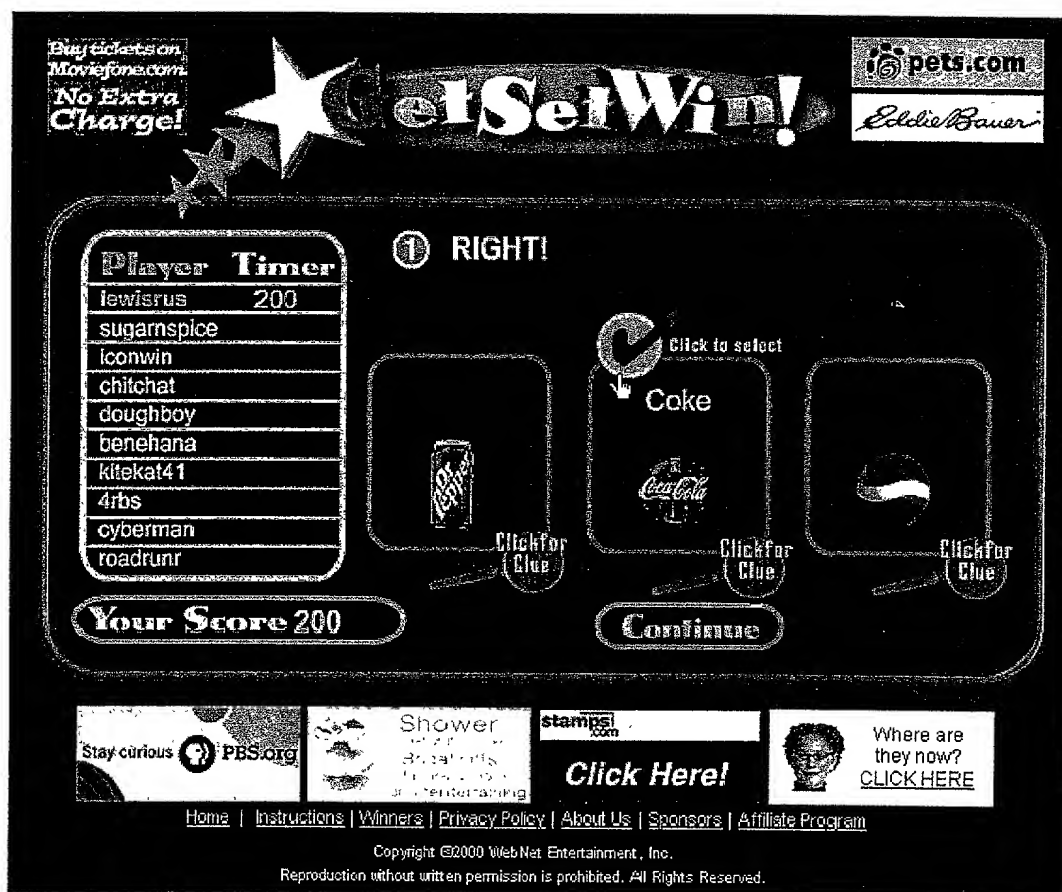 Buy tickets on
Moviefone.com
No Extra
Charge!
GetSetWin!
pets.com
Eddie Bauer
Player Timer
lewisrus 200
sugarnspice
iconwin
chitchat
doughboy
benehana
kitekat41
4rbs
cyberman
roadrunr
1 RIGHT!
Click to select
Coke
Dr Pepper
Coca-Cola
Click for
Clue
Click for
Clue
Click for
Clue
Your Score 200
Continue
Stay curious PBS.org
Shower
entertaining
stamps
.com
Click Here!
Where are
they now?
CLICK HERE
Home | Instructions | Winners | Privacy Policy | About Us | Sponsors | Affiliate Program
Copyright ©2000 WebNet Entertainment, Inc.
Reproduction without written permission is prohibited. All Rights Reserved.